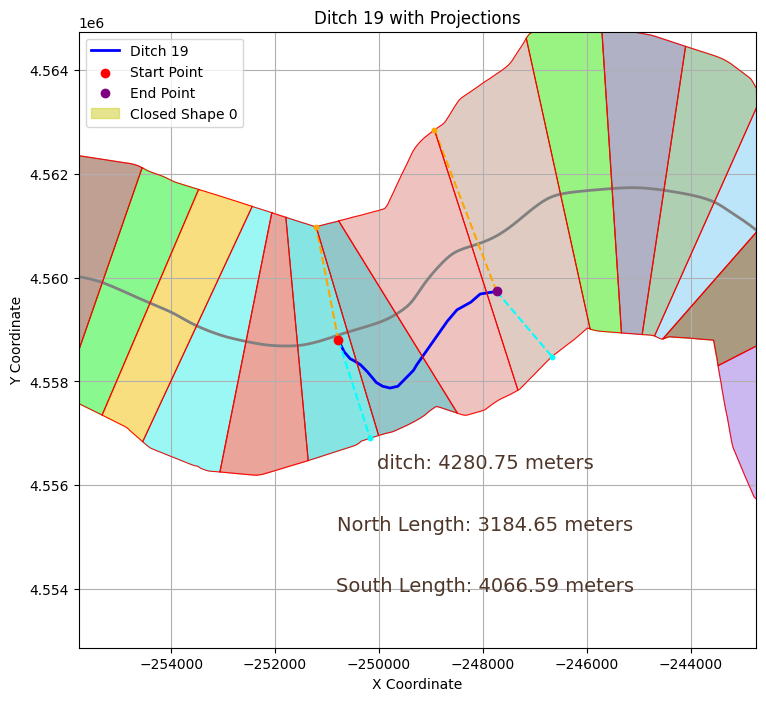 Ditch 19 with Projections
1e6
Ditch 19
Start Point
End Point
Closed Shape 0
4.564
4.562
4.560
4.558
4.556
4.554
Y Coordinate
ditch: 4280.75 meters
North Length: 3184.65 meters
South Length: 4066.59 meters
−254000 −252000 −250000 −248000 −246000 −244000
X Coordinate